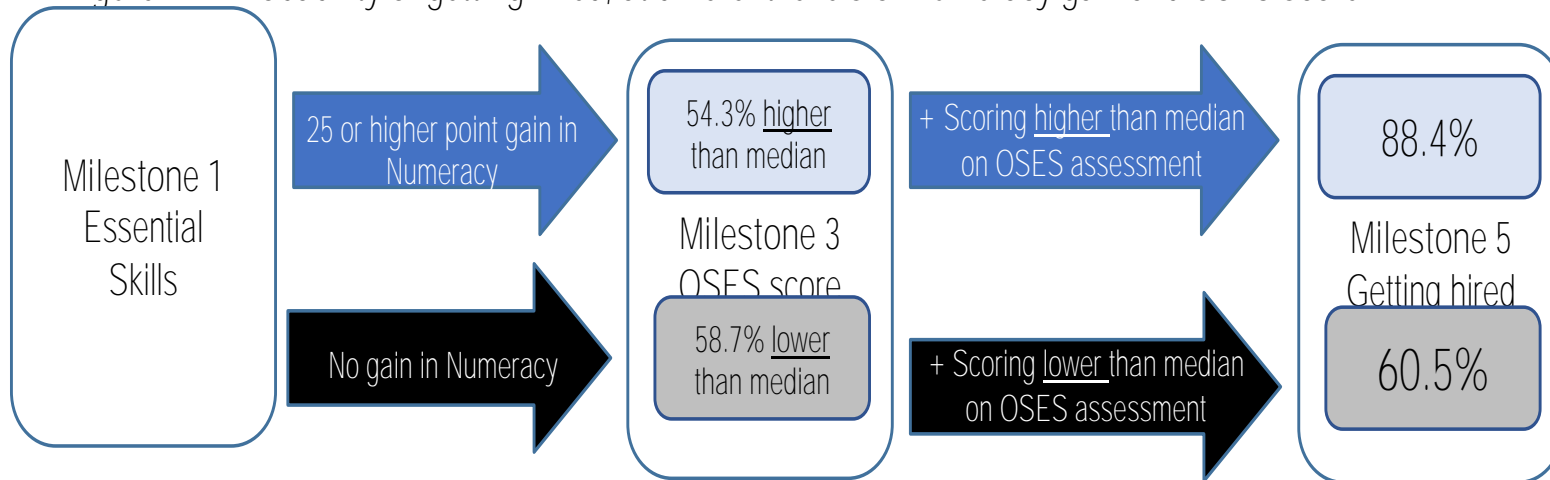 Milestone 1
Essential
Skills
25 or higher point gain in
Numeracy
No gain in Numeracy
54.3% higher
than median
Milestone 3
OSES score
58.7% lower
than median
+ Scoring higher than median
on OSES assessment
+ Scoring lower than median
on OSES assessment
88.4%
Milestone 5
Getting hired
60.5%